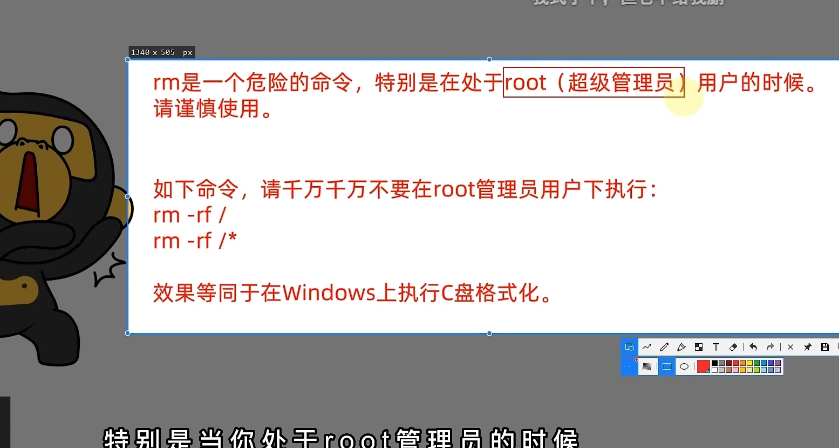 1340 x 505 px
rm是一个危险的命令，特别是在处于root（超级管理员）用户的时候。
请谨慎使用。
如下命令，请千万千万不要在root管理员用户下执行：
rm -rf /
rm -rf /*
效果等同于在Windows上执行C盘格式化。
T
特别是当你处于root管理员的时候